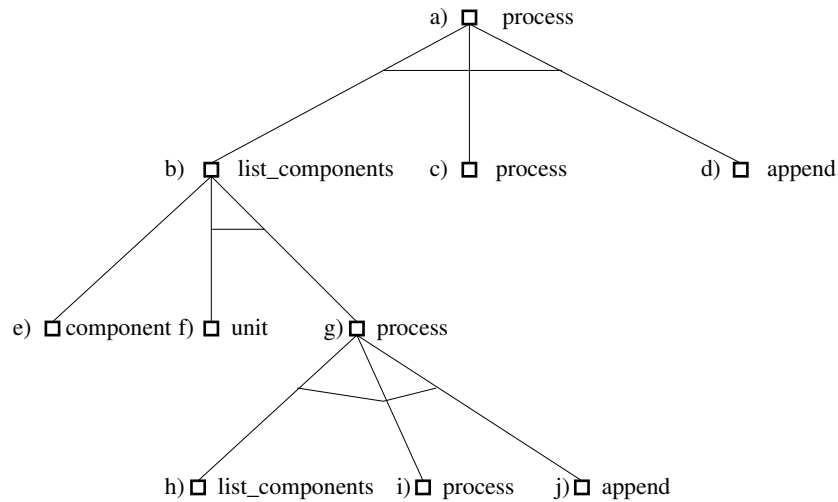 a) process
b) list_components c) process d) append
e) component f) unit g) process
h) list_components i) process j) append